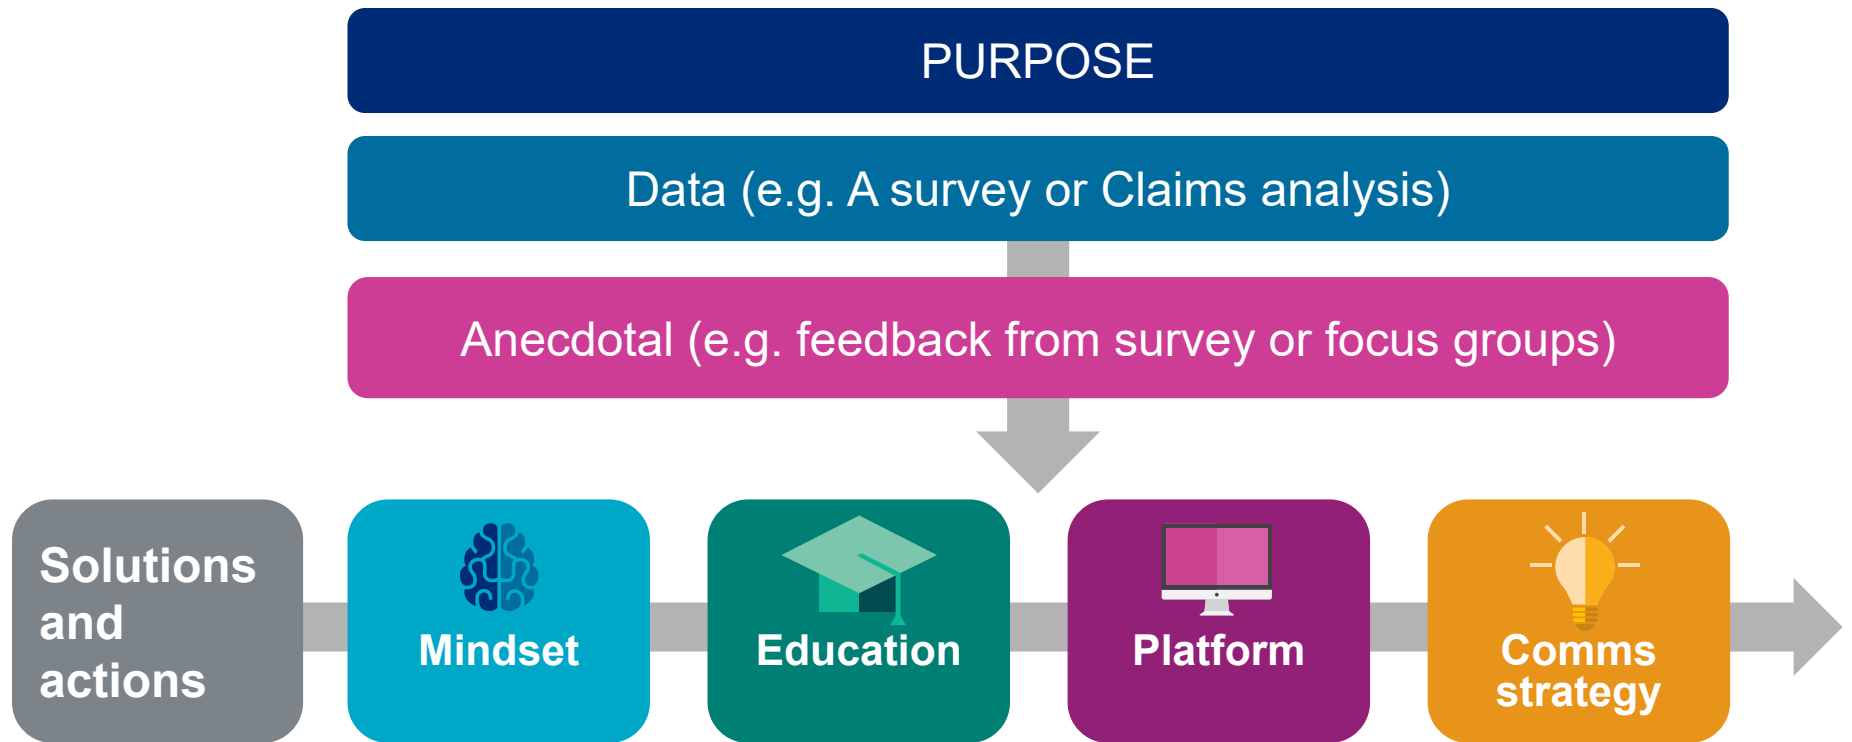 PURPOSE
Data (e.g. A survey or Claims analysis)
Anecdotal (e.g. feedback from survey or focus groups)
Solutions
and
actions
Mindset
Education
Platform
Comms
strategy